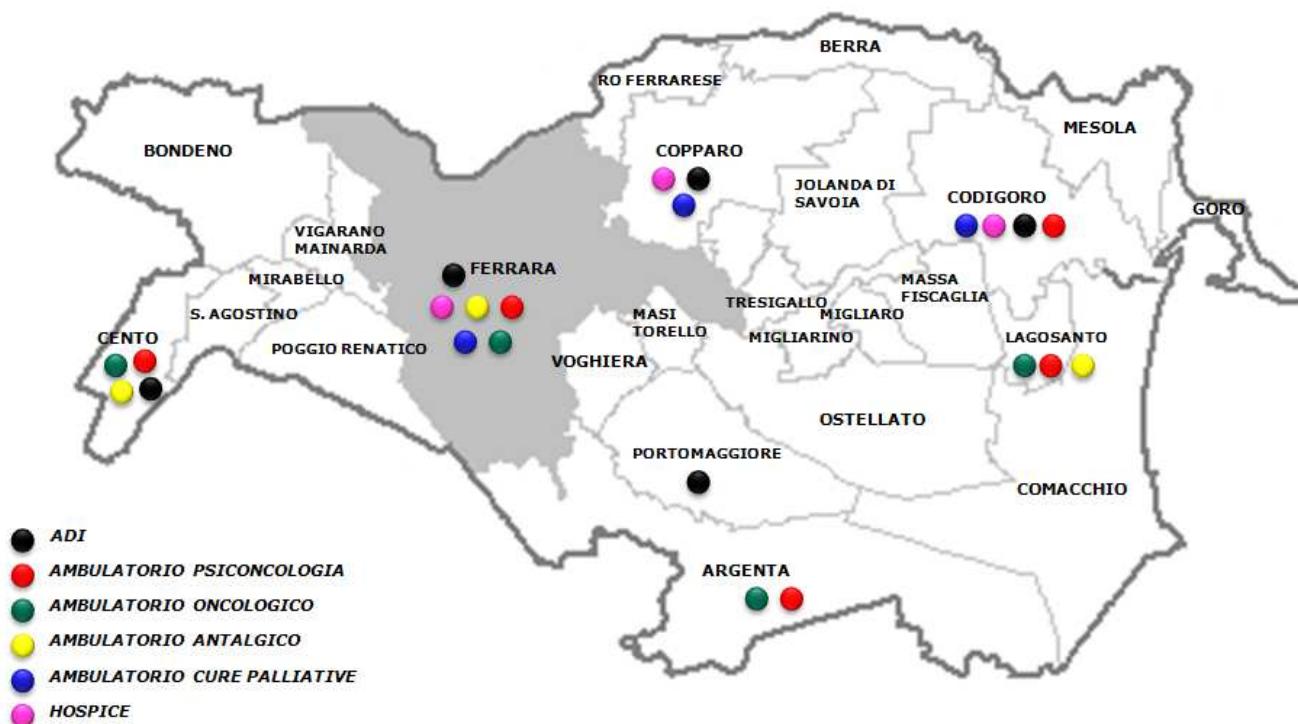 BERRA
RO FERRARESE
MESOLA
BONDENO
COPPARO
JOLANDA DI
SAVOIA
CODIGORO
GORO
VIGARANO
MAINARDA
FERRARA
MIRABELLO
MASSA
FISCAGLIA
TRESIGALLO
MASI
TORELLO
MIGLIARO
S. AGOSTINO
CENTO
MIGLIARINO
LAGOSANTO
POGGIO RENATICO
VOGHIERA
OSTELLATO
PORTOMAGGIORE
COMACCHIO
ARGENTA
ADI
AMBULATORIO PSICONCOLOGIA
AMBULATORIO ONCOLOGICO
AMBULATORIO ANTALGICO
AMBULATORIO CURE PALLIATIVE
HOSPICE